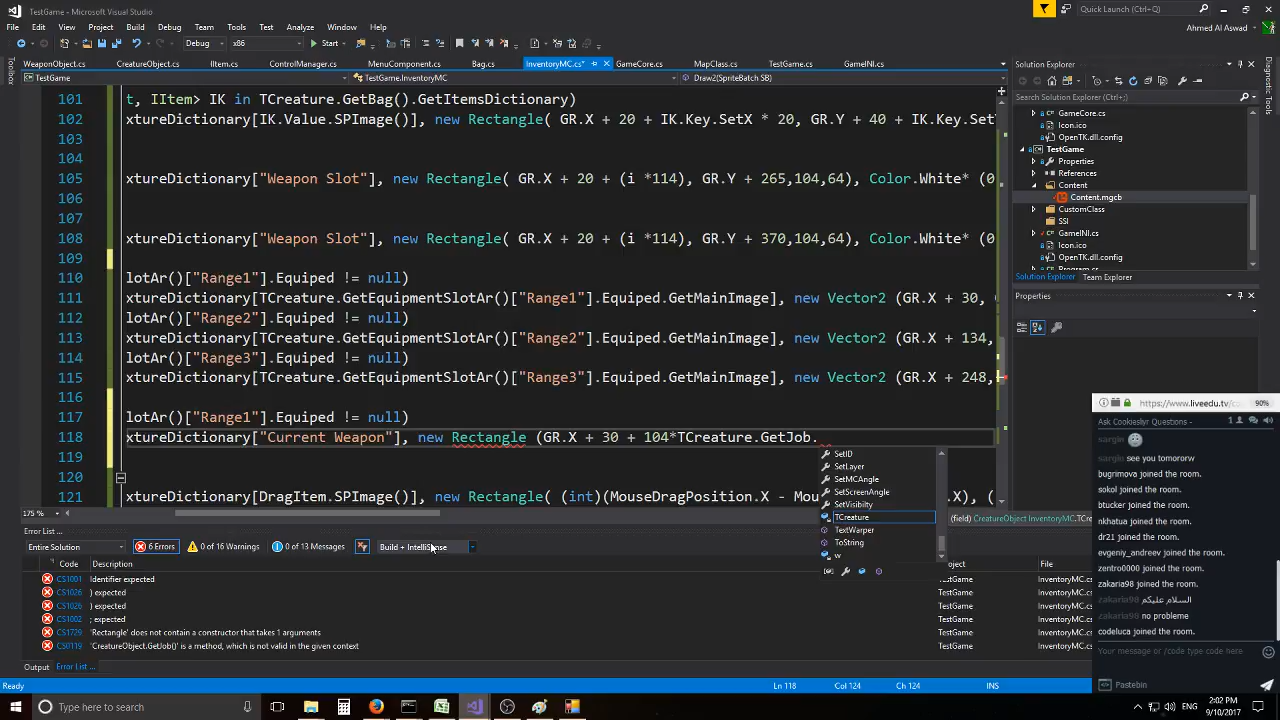 TestGame - Microsoft Visual Studio
Quick Launch (Ctrl+;)
File Edit View Project Build Debug Team Tools Test Analyze Window Help
Ahmed Al Aswad
Debug x86 Start
Toolbox
WeaponObject.cs CreatureObject.cs IItem.cs ControlManager.cs MenuComponent.cs Bag.cs InventoryMC.cs GameCore.cs MapClass.cs TestGame.cs GameINI.cs
TestGame TestGame.InventoryMC Draw2(SpriteBatch SB)
101 t, IItem> IK in TCreature.GetBag().GetItemsDictionary)
102 xtureDictionary[IK.Value.SPImage()], new Rectangle( GR.X + 20 + IK.Key.SetX * 20, GR.Y + 40 + IK.Key.SetY
103
104
105 xtureDictionary["Weapon Slot"], new Rectangle( GR.X + 20 + (i *114), GR.Y + 265,104,64), Color.White* (0
106
107
108 xtureDictionary["Weapon Slot"], new Rectangle( GR.X + 20 + (i *114), GR.Y + 370,104,64), Color.White* (0
109
110 lotAr()["Range1"].Equiped != null)
111 xtureDictionary[TCreature.GetEquipmentSlotAr()["Range1"].Equiped.GetMainImage], new Vector2 (GR.X + 30, (
112 lotAr()["Range2"].Equiped != null)
113 xtureDictionary[TCreature.GetEquipmentSlotAr()["Range2"].Equiped.GetMainImage], new Vector2 (GR.X + 134,
114 lotAr()["Range3"].Equiped != null)
115 xtureDictionary[TCreature.GetEquipmentSlotAr()["Range3"].Equiped.GetMainImage], new Vector2 (GR.X + 248,
116
117 lotAr()["Range1"].Equiped != null)
118 xtureDictionary["Current Weapon"], new Rectangle (GR.X + 30 + 104*TCreature.GetJob.
119
120
121 xtureDictionary[DragItem.SPImage()], new Rectangle( (int)(MouseDragPosition.X - Mou
SetID
SetLayer
SetMCAngle
SetScreenAngle
SetVisibity
TCreature
TextWarper
ToString
w
(field) CreatureObject InventoryMC.TCre
175 %
Error List ...
Entire Solution 6 Errors 0 of 16 Warnings 0 of 13 Messages Build + IntelliSense
Code Description Project File
CS1001 Identifier expected TestGame InventoryMC.cs
CS1026 ) expected TestGame InventoryMC.cs
CS1026 ) expected TestGame InventoryMC.cs
CS1002 ; expected TestGame InventoryMC.cs
CS1729 'Rectangle' does not contain a constructor that takes 1 arguments TestGame InventoryMC.cs
CS0119 'CreatureObject.GetJob()' is a method, which is not valid in the given context TestGame InventoryMC.cs
Output Error List ...
Ready Ln 118 Col 124 Ch 124 INS
Solution Explorer
Search Solution Explorer (Ctrl+;)
GameCore.cs
Icon.ico
OpenTK.dll.config
TestGame
Properties
References
Content
Content.mgcb
CustomClass
SSI
GameINI.cs
Icon.ico
OpenTK.dll.config
Program.cs
Solution Explorer Team Explorer
Properties
Diagnostic Tools
https://www.liveedu.tv/co 90%
Ask Cookieslyr Questions - 1
sargin
sargin see you tomororw
bugrimova joined the room.
sokol joined the room.
btucker joined the room.
nkhatua joined the room.
dr21 joined the room.
evgeniy_andreev joined the room.
zentro0000 joined the room.
zakaria98 joined the room.
zakaria98 السلام عليكم
zakaria98 no probleme
codeluca joined the room.
Your message or /code type code here
Pastebin
Type here to search
2:02 PM
9/10/2017